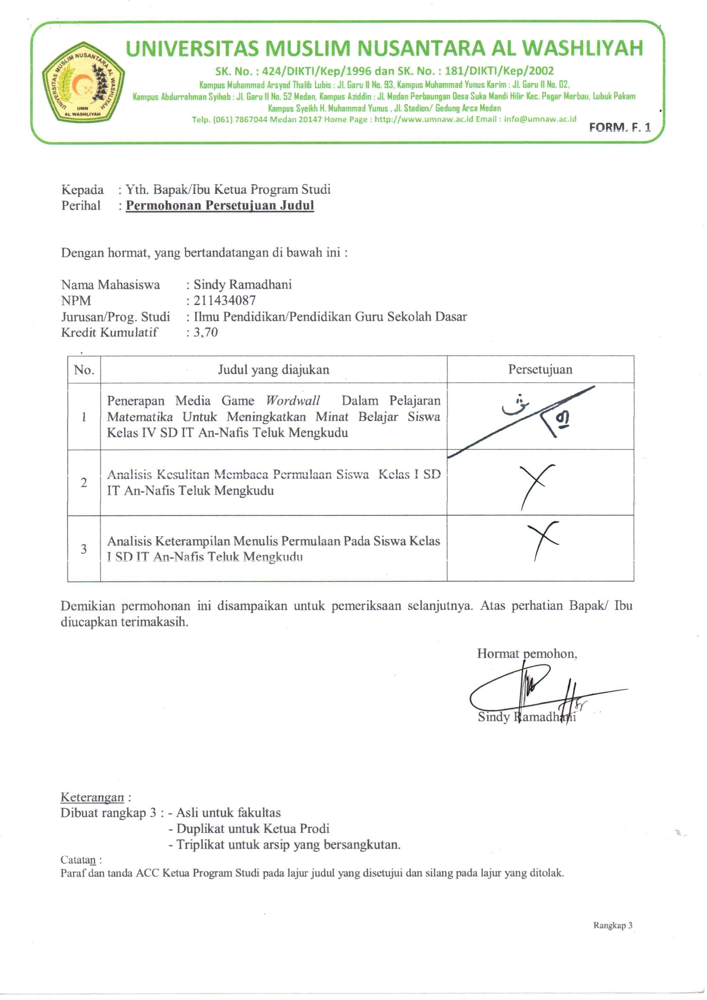 UNIVERSITAS MUSLIM NUSANTARA AL WASHLIYAH
UMN
AL WASHLIYAH
UNIVERSITAS MUSLIM NUSANTARA AL WASHLIYAH
SK. No. : 424/DIKTI/Kep/1996 dan SK. No. : 181/DIKTI/Kep/2002
Kampus Muhammad Arsyad Thalib Lubis : Jl. Garu II No. 93, Kampus Muhammad Yunus Karim : Jl. Garu II No. 02,
Kampus Abdurrahman Syihab : Jl. Garu II No. 52 Medan, Kampus Aziddin : Jl. Medan Perbaungan Desa Suka Mandi Hilir Kec. Pagar Merbau, Lubuk Pakam
Kampus Syeikh H. Muhammad Yunus , Jl. Stadion/ Gedung Arca Medan
Telp. (061) 7867044 Medan 20147 Home Page : http://www.umnaw.ac.id Email : info@umnaw.ac.id
FORM. F. 1
Kepada : Yth. Bapak/Ibu Ketua Program Studi
Perihal : Permohonan Persetujuan Judul
Dengan hormat, yang bertandatangan di bawah ini :
Nama Mahasiswa : Sindy Ramadhani
NPM : 211434087
Jurusan/Prog. Studi : Ilmu Pendidikan/Pendidikan Guru Sekolah Dasar
Kredit Kumulatif : 3.70
No. Judul yang diajukan Persetujuan
1 Penerapan Media Game Wordwall Dalam Pelajaran
Matematika Untuk Meningkatkan Minat Belajar Siswa
Kelas IV SD IT An-Nafis Teluk Mengkudu
2 Analisis Kesulitan Membaca Permulaan Siswa Kelas I SD
IT An-Nafis Teluk Mengkudu
3 Analisis Keterampilan Menulis Permulaan Pada Siswa Kelas
I SD IT An-Nafis Teluk Mengkudu
Demikian permohonan ini disampaikan untuk pemeriksaan selanjutnya. Atas perhatian Bapak/ Ibu
diucapkan terimakasih.
Hormat pemohon,
Sindy Ramadhani
Keterangan :
Dibuat rangkap 3 : - Asli untuk fakultas
- Duplikat untuk Ketua Prodi
- Triplikat untuk arsip yang bersangkutan.
Catatan :
Paraf dan tanda ACC Ketua Program Studi pada lajur judul yang disetujui dan silang pada lajur yang ditolak.
Rangkap 3